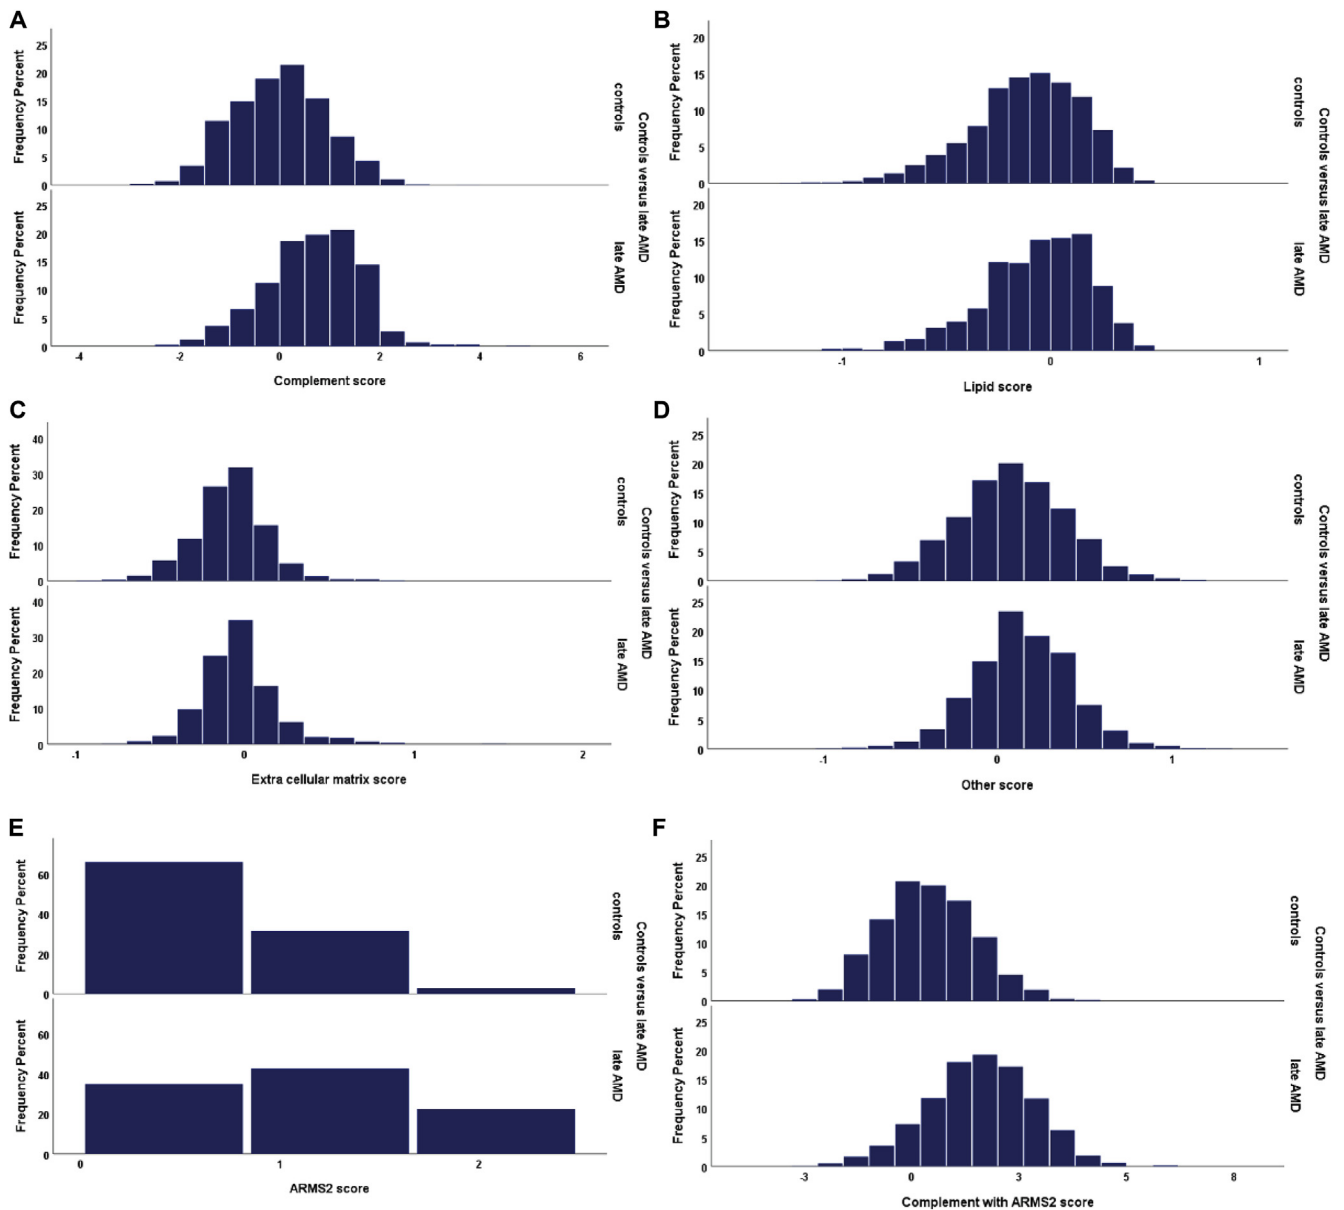 A
Frequency Percent
25
20
15
10
5
0
controls
Frequency Percent
25
20
15
10
5
0
late AMD
Controls versus late AMD
-4 -2 0 2 4 6
Complement score
B
Frequency Percent
20
15
10
5
0
controls
Frequency Percent
20
15
10
5
0
late AMD
Controls versus late AMD
-1 0 1
Lipid score
C
Frequency Percent
40
30
20
10
0
controls
Frequency Percent
40
30
20
10
0
late AMD
Controls versus late AMD
-1 0 1 2
Extra cellular matrix score
D
Frequency Percent
25
20
15
10
5
0
controls
Frequency Percent
25
20
15
10
5
0
late AMD
Controls versus late AMD
-1 0 1
Other score
E
Frequency Percent
60
40
20
0
controls
Frequency Percent
60
40
20
0
late AMD
Controls versus late AMD
0 1 2
ARMS2 score
F
Frequency Percent
25
20
15
10
5
0
controls
Frequency Percent
25
20
15
10
5
0
late AMD
Controls versus late AMD
-3 0 3 5 8
Complement with ARMS2 score